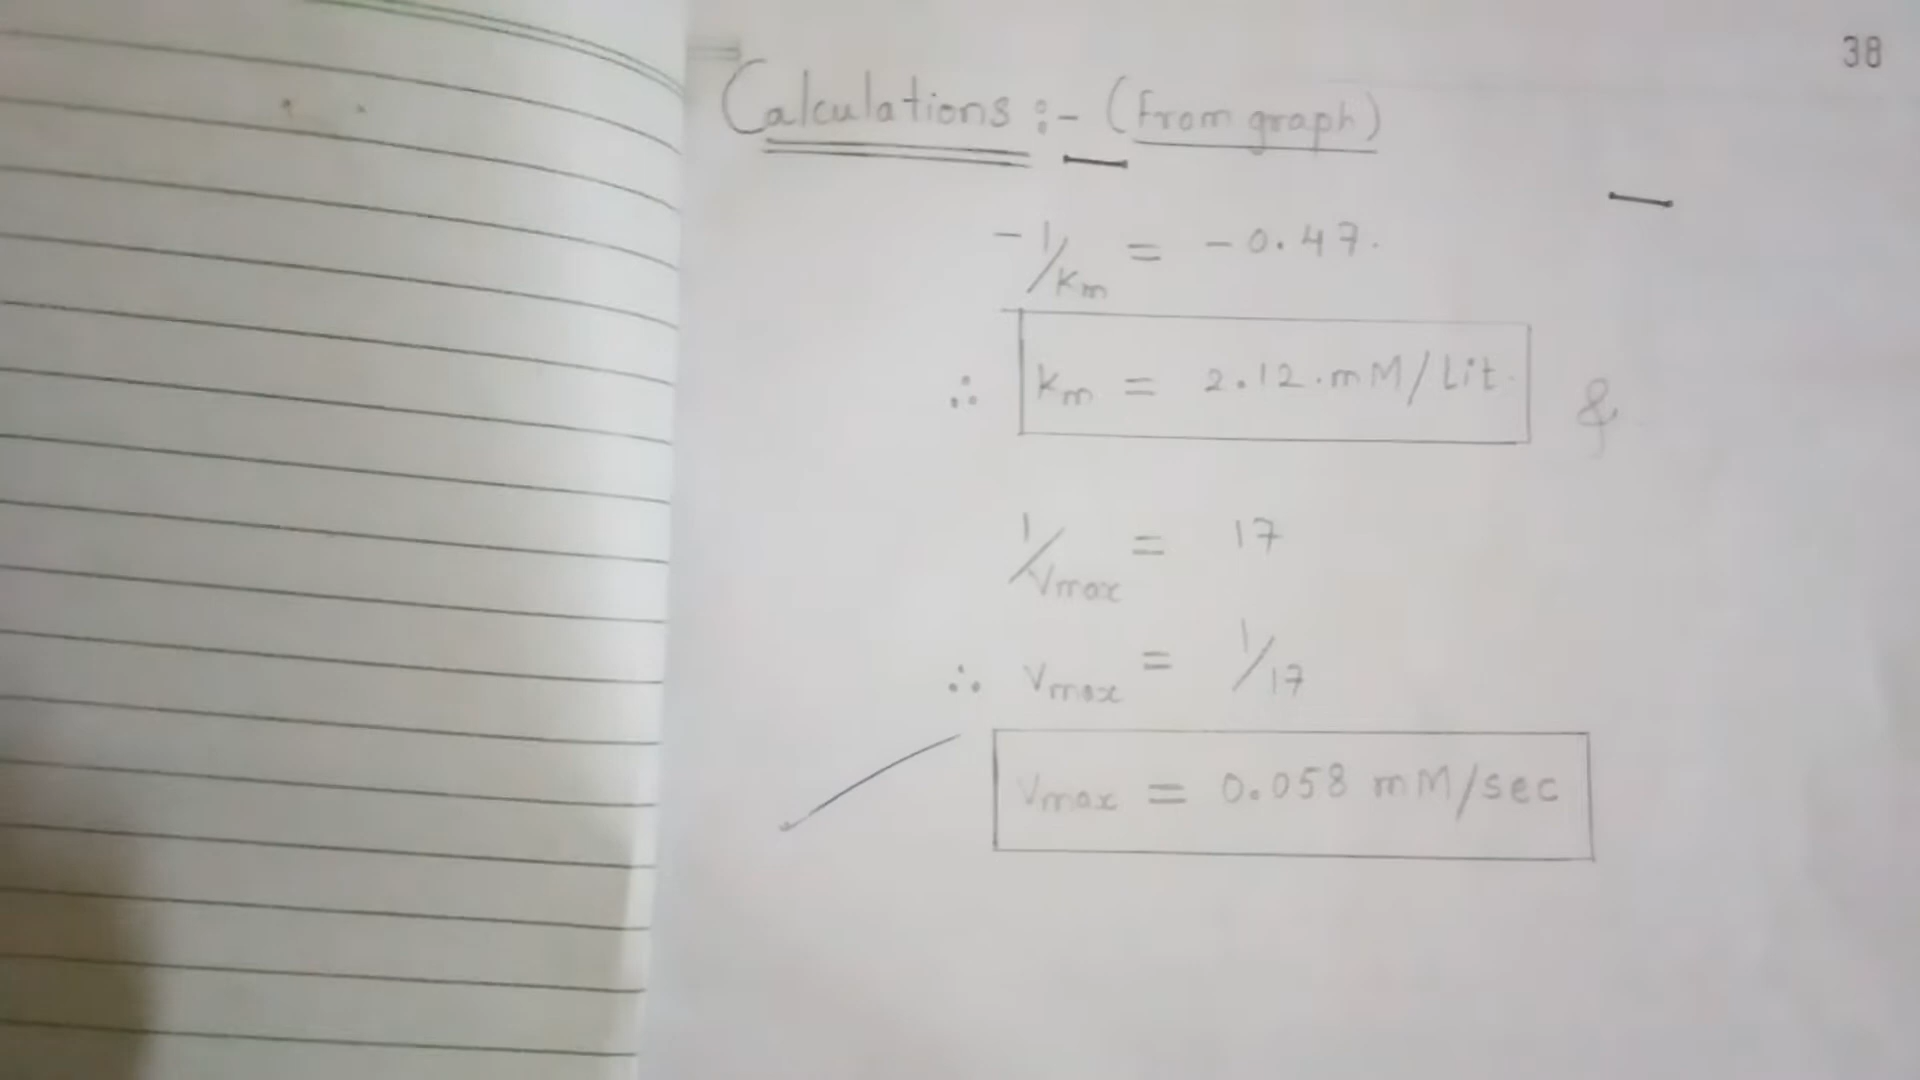 38
Calculations :- (From graph)
- 1/Km = - 0.47.
∴ Km = 2.12.mM/Lit. &
1/Vmax = 17
∴ Vmax = 1/17
Vmax = 0.058 mM/sec